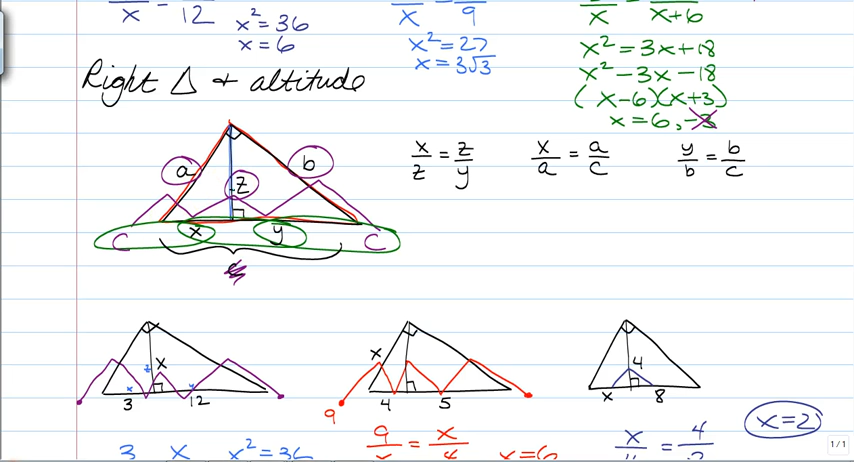 x² = 36
x = 6
x² = 27
x = 3√3
x² = 3x + 18
x² - 3x - 18
(x - 6)(x + 3)
x = 6, -3
Right △ + altitude
x/z = z/y
x/a = a/c
y/b = b/c
a
b
z
x
y
C
C
x
3
12
x
4
5
9
4
x
8
x = 2
x² = 36
9/x = x/4
x = 6
1/1